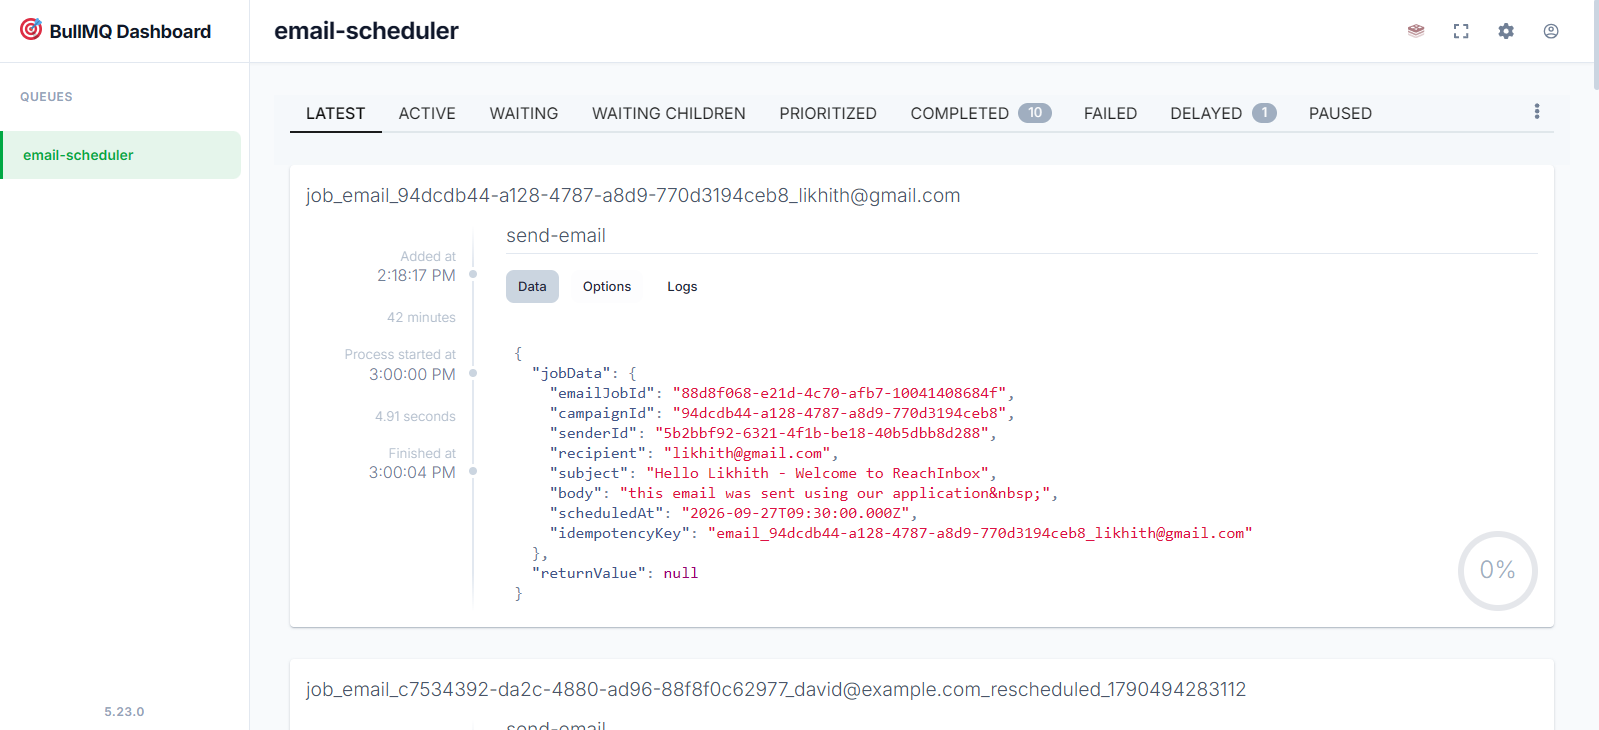 BullMQ Dashboard
email-scheduler
QUEUES
email-scheduler
LATEST ACTIVE WAITING WAITING CHILDREN PRIORITIZED COMPLETED 10 FAILED DELAYED 1 PAUSED
job_email_94dcdb44-a128-4787-a8d9-770d3194ceb8_likhith@gmail.com
Added at
2:18:17 PM
42 minutes
Process started at
3:00:00 PM
4.91 seconds
Finished at
3:00:04 PM
send-email
Data Options Logs
{
"jobData": {
"emailJobId": "88d8f068-e21d-4c70-afb7-10041408684f",
"campaignId": "94dcdb44-a128-4787-a8d9-770d3194ceb8",
"senderId": "5b2bbf92-6321-4f1b-be18-40b5dbb8d288",
"recipient": "likhith@gmail.com",
"subject": "Hello Likhith - Welcome to ReachInbox",
"body": "this email was sent using our application&nbsp;",
"scheduledAt": "2026-09-27T09:30:00.000Z",
"idempotencyKey": "email_94dcdb44-a128-4787-a8d9-770d3194ceb8_likhith@gmail.com"
},
"returnValue": null
}
0%
job_email_c7534392-da2c-4880-ad96-88f8f0c62977_david@example.com_rescheduled_1790494283112
send-email
5.23.0